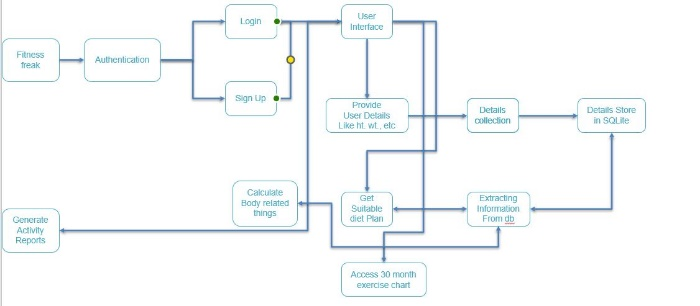 Fitness
freak
Authentication
Login
Sign Up
User
Interface
Provide
User Details
Like ht. wt., etc
Details
collection
Details Store
in SQLite
Calculate
Body related
things
Get
Suitable
diet Plan
Extracting
Information
From db
Generate
Activity
Reports
Access 30 month
exercise chart